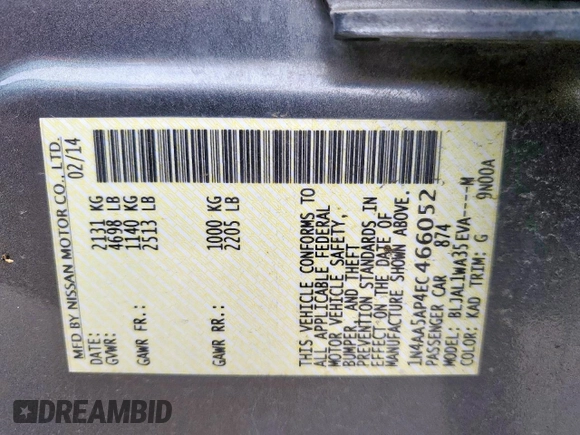 MFD BY NISSAN MOTOR CO., LTD.
DATE: 02/14
GVWR: 2131 KG
4698 LB
GAWR FR: 1140 KG
2513 LB
GAWR RR: 1000 KG
2205 LB
THIS VEHICLE CONFORMS TO
ALL APPLICABLE FEDERAL
MOTOR VEHICLE SAFETY,
BUMPER, AND THEFT
PREVENTION STANDARDS IN
EFFECT ON THE DATE OF
MANUFACTURE SHOWN ABOVE.
1N4AA5AP4EC466052
PASSENGER CAR 874
MODEL: BLJAL1WA35EVA----M
COLOR: KAD TRIM: G 9N00A
DREAMBID